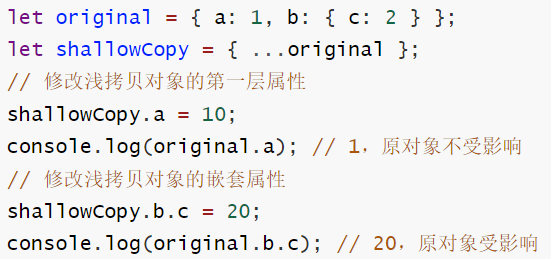 let original = { a: 1, b: { c: 2 } };
let shallowCopy = { ...original };
// 修改浅拷贝对象的第一层属性
shallowCopy.a = 10;
console.log(original.a); // 1，原对象不受影响
// 修改浅拷贝对象的嵌套属性
shallowCopy.b.c = 20;
console.log(original.b.c); // 20，原对象受影响